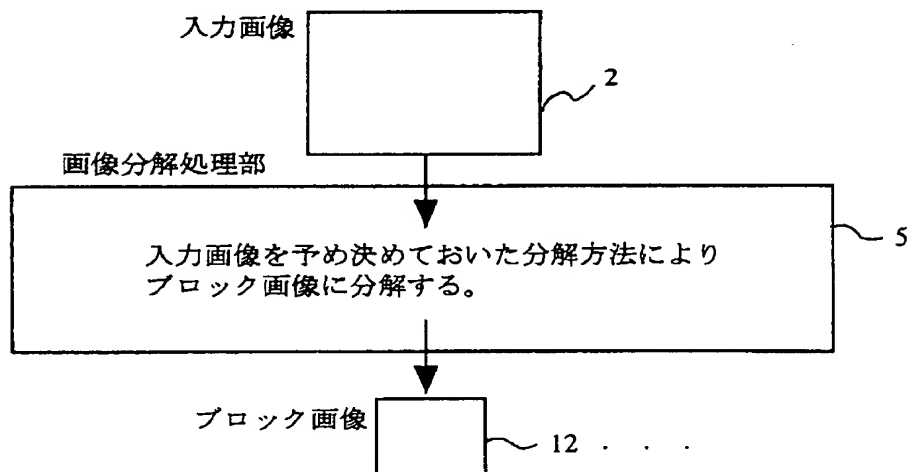 入力画像
2
画像分解処理部
5
入力画像を予め決めておいた分解方法により
ブロック画像に分解する。
ブロック画像
12 . . .